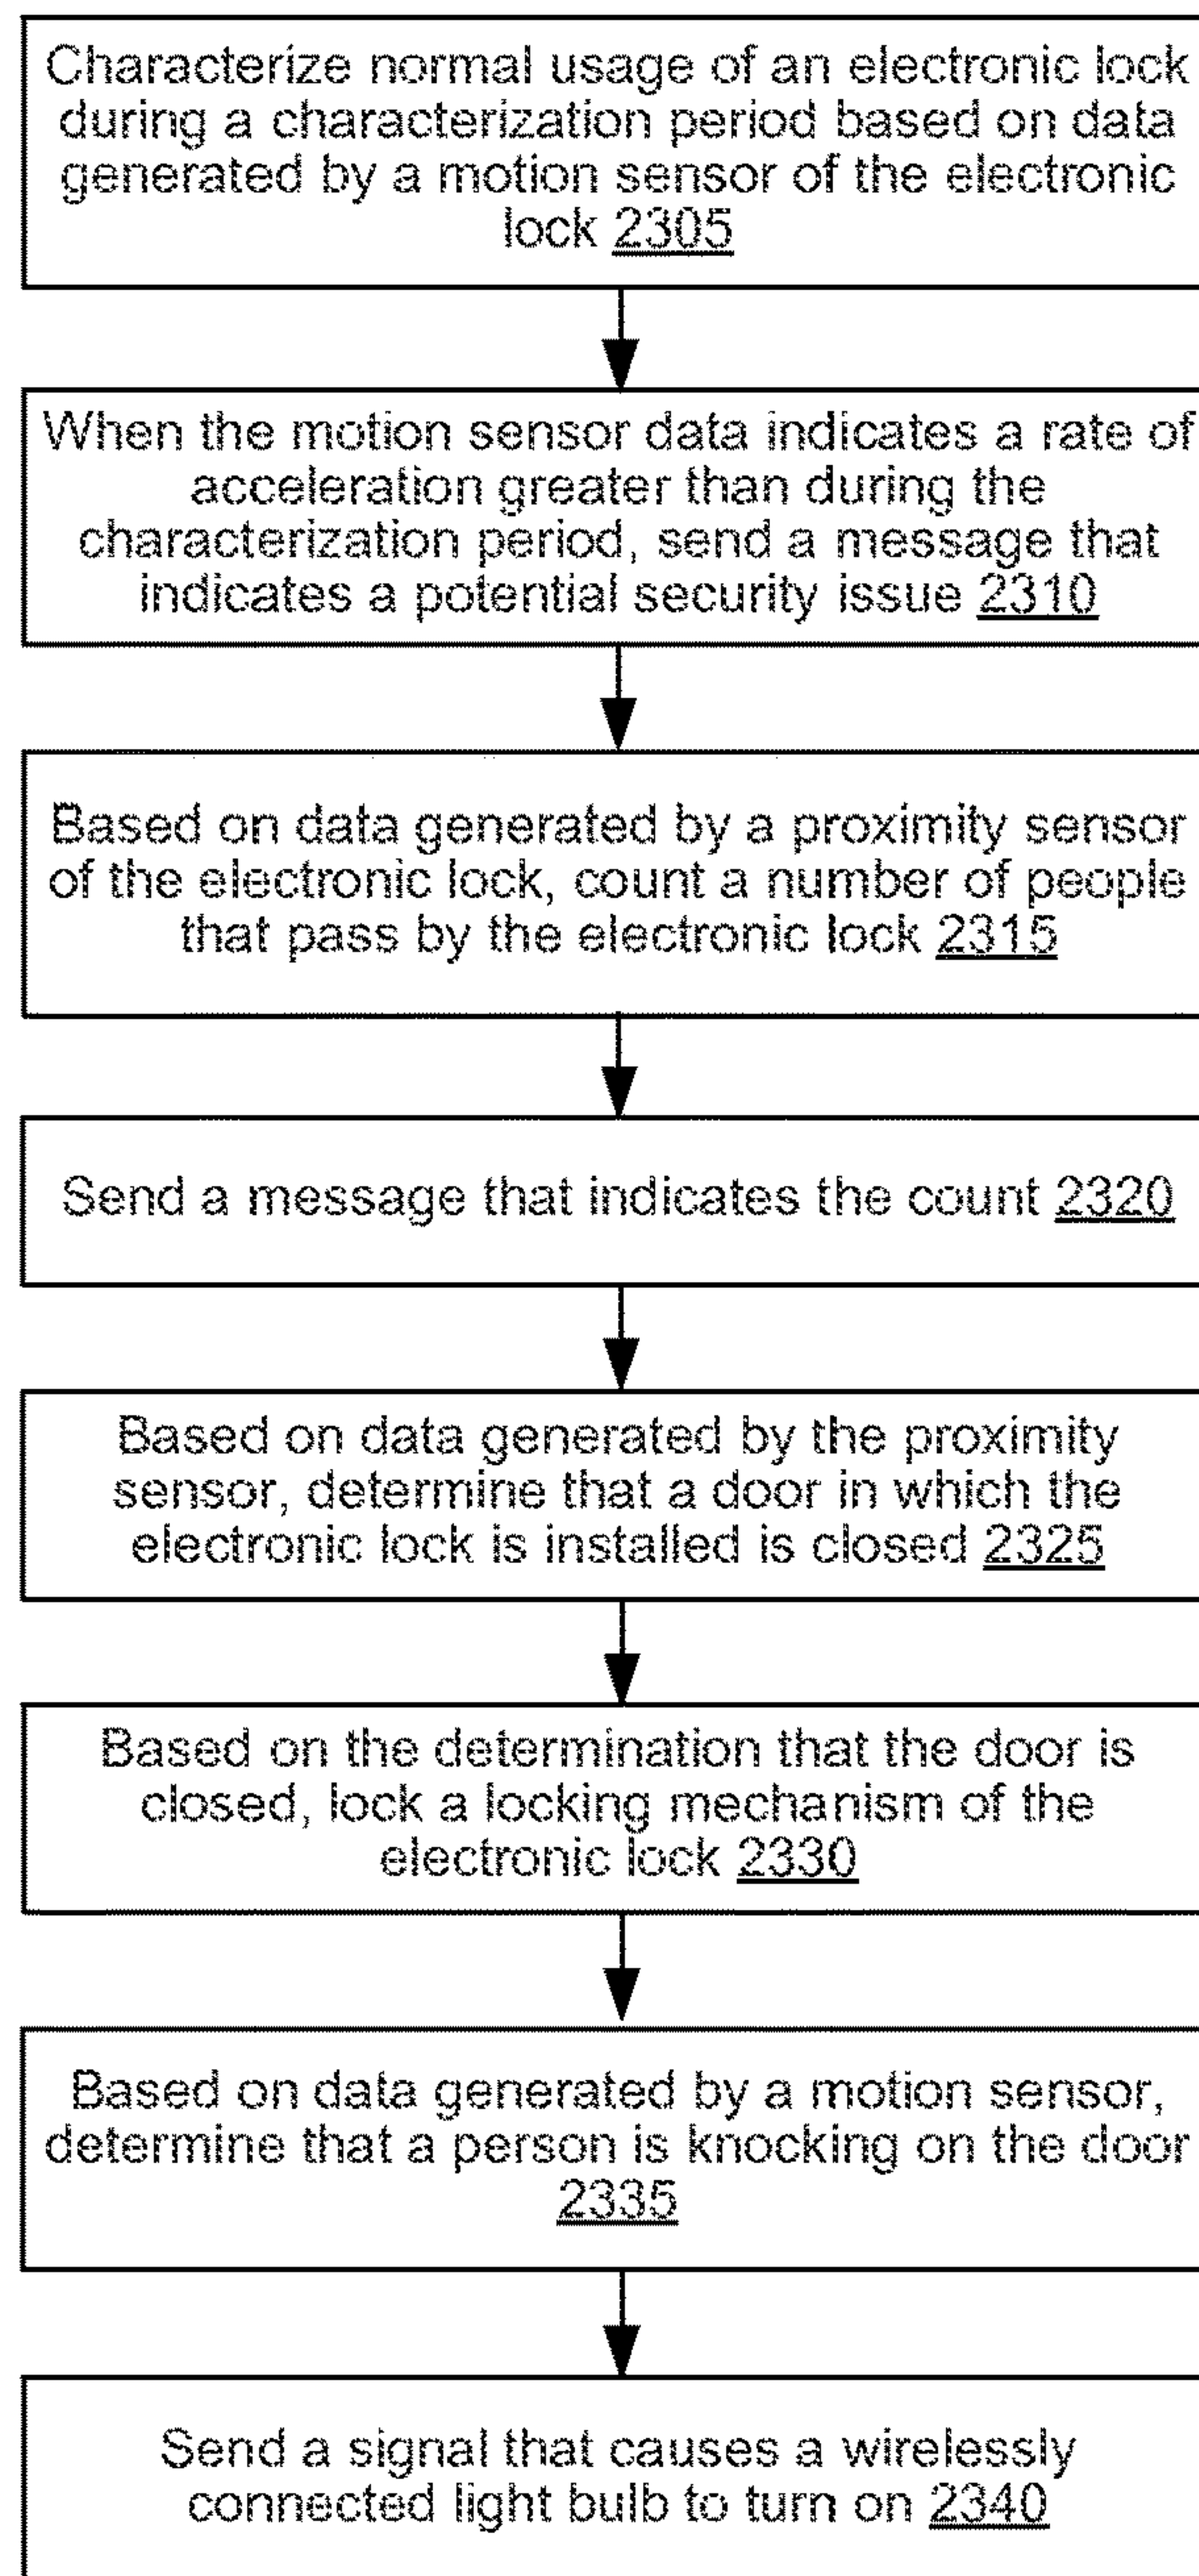 Characterize normal usage of an electronic lock
during a characterization period based on data
generated by a motion sensor of the electronic
lock 2305
When the motion sensor data indicates a rate of
acceleration greater than during the
characterization period, send a message that
indicates a potential security issue 2310
Based on data generated by a proximity sensor
of the electronic lock, count a number of people
that pass by the electronic lock 2315
Send a message that indicates the count 2320
Based on data generated by the proximity
sensor, determine that a door in which the
electronic lock is installed is closed 2325
Based on the determination that the door is
closed, lock a locking mechanism of the
electronic lock 2330
Based on data generated by a motion sensor,
determine that a person is knocking on the door
2335
Send a signal that causes a wirelessly
connected light bulb to turn on 2340